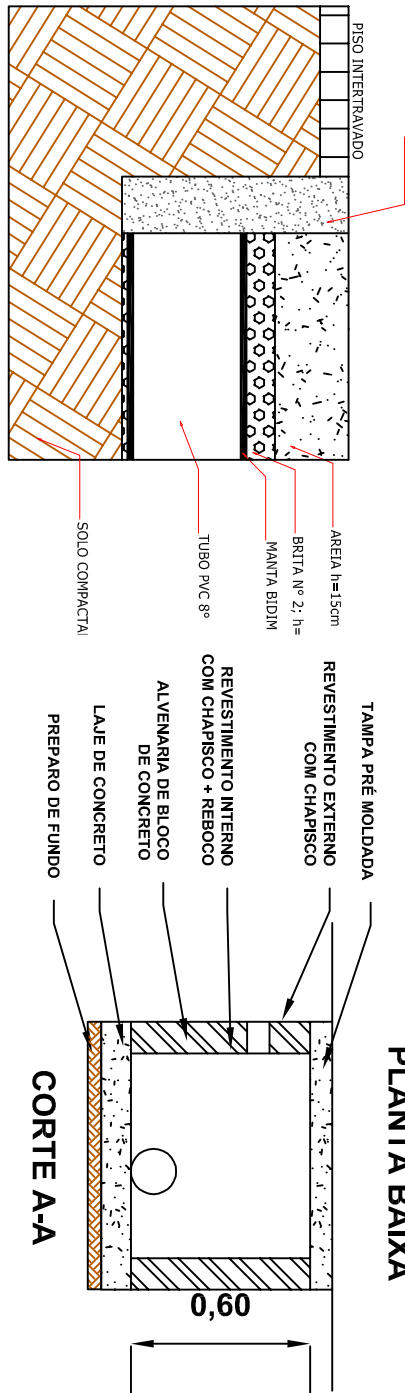 PISO INTERTRAVADO
AREIA h=15cm
BRITA N° 2; h=
MANTA BIDIM
TUBO PVC 8°
SOLO COMPACTA
PLANTA BAIXA
TAMPA PRÉ MOLDADA
REVESTIMENTO EXTERNO
COM CHAPISCO
REVESTIMENTO INTERNO
COM CHAPISCO + REBOCO
ALVENARIA DE BLOCO
DE CONCRETO
LAJE DE CONCRETO
PREPARO DE FUNDO
0,60
CORTE A-A